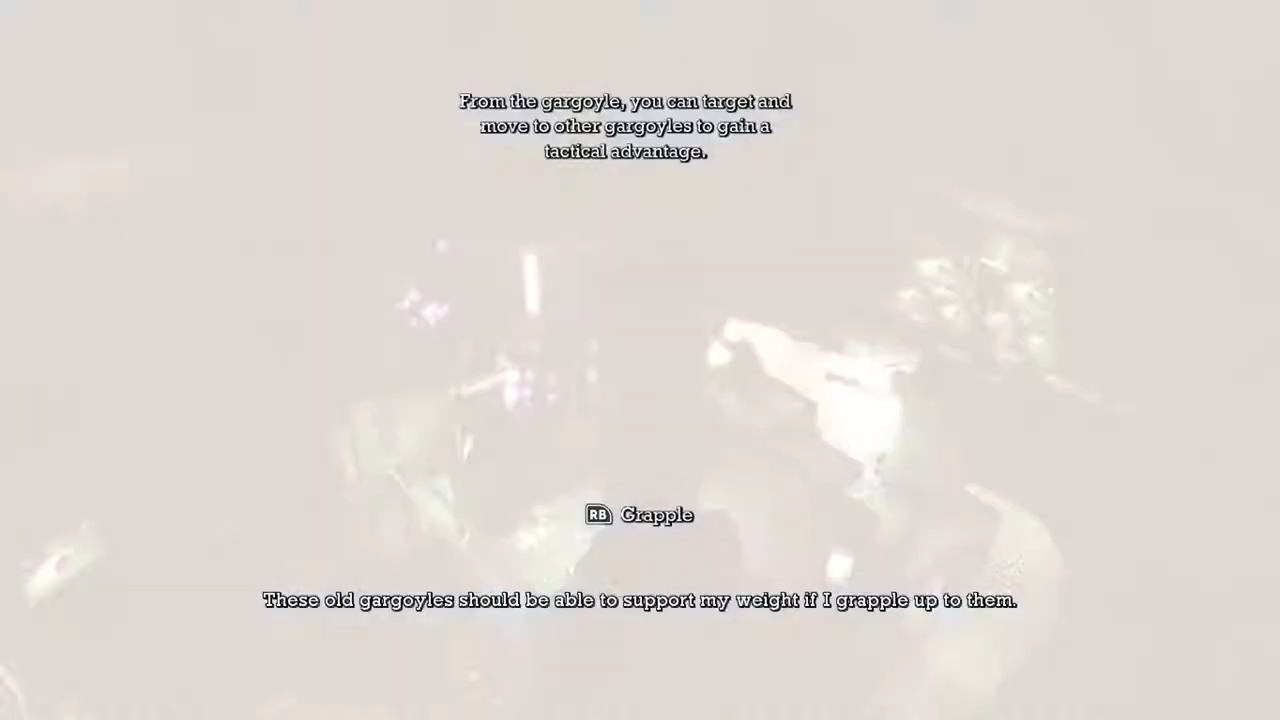 From the gargoyle, you can target and
move to other gargoyles to gain a
tactical advantage.
RB Grapple
These old gargoyles should be able to support my weight if I grapple up to them.